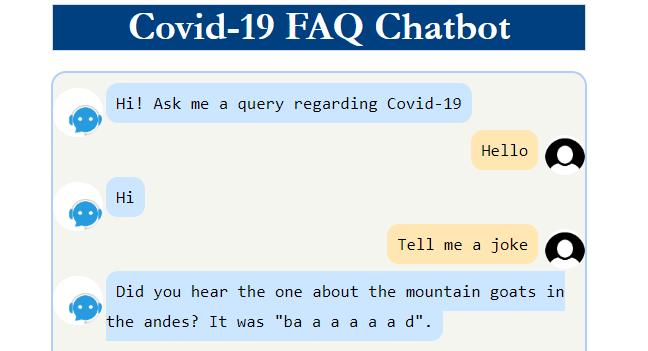 Covid-19 FAQ Chatbot
Hi! Ask me a query regarding Covid-19
Hello
Hi
Tell me a joke
Did you hear the one about the mountain goats in
the andes? It was "ba a a a a a d".